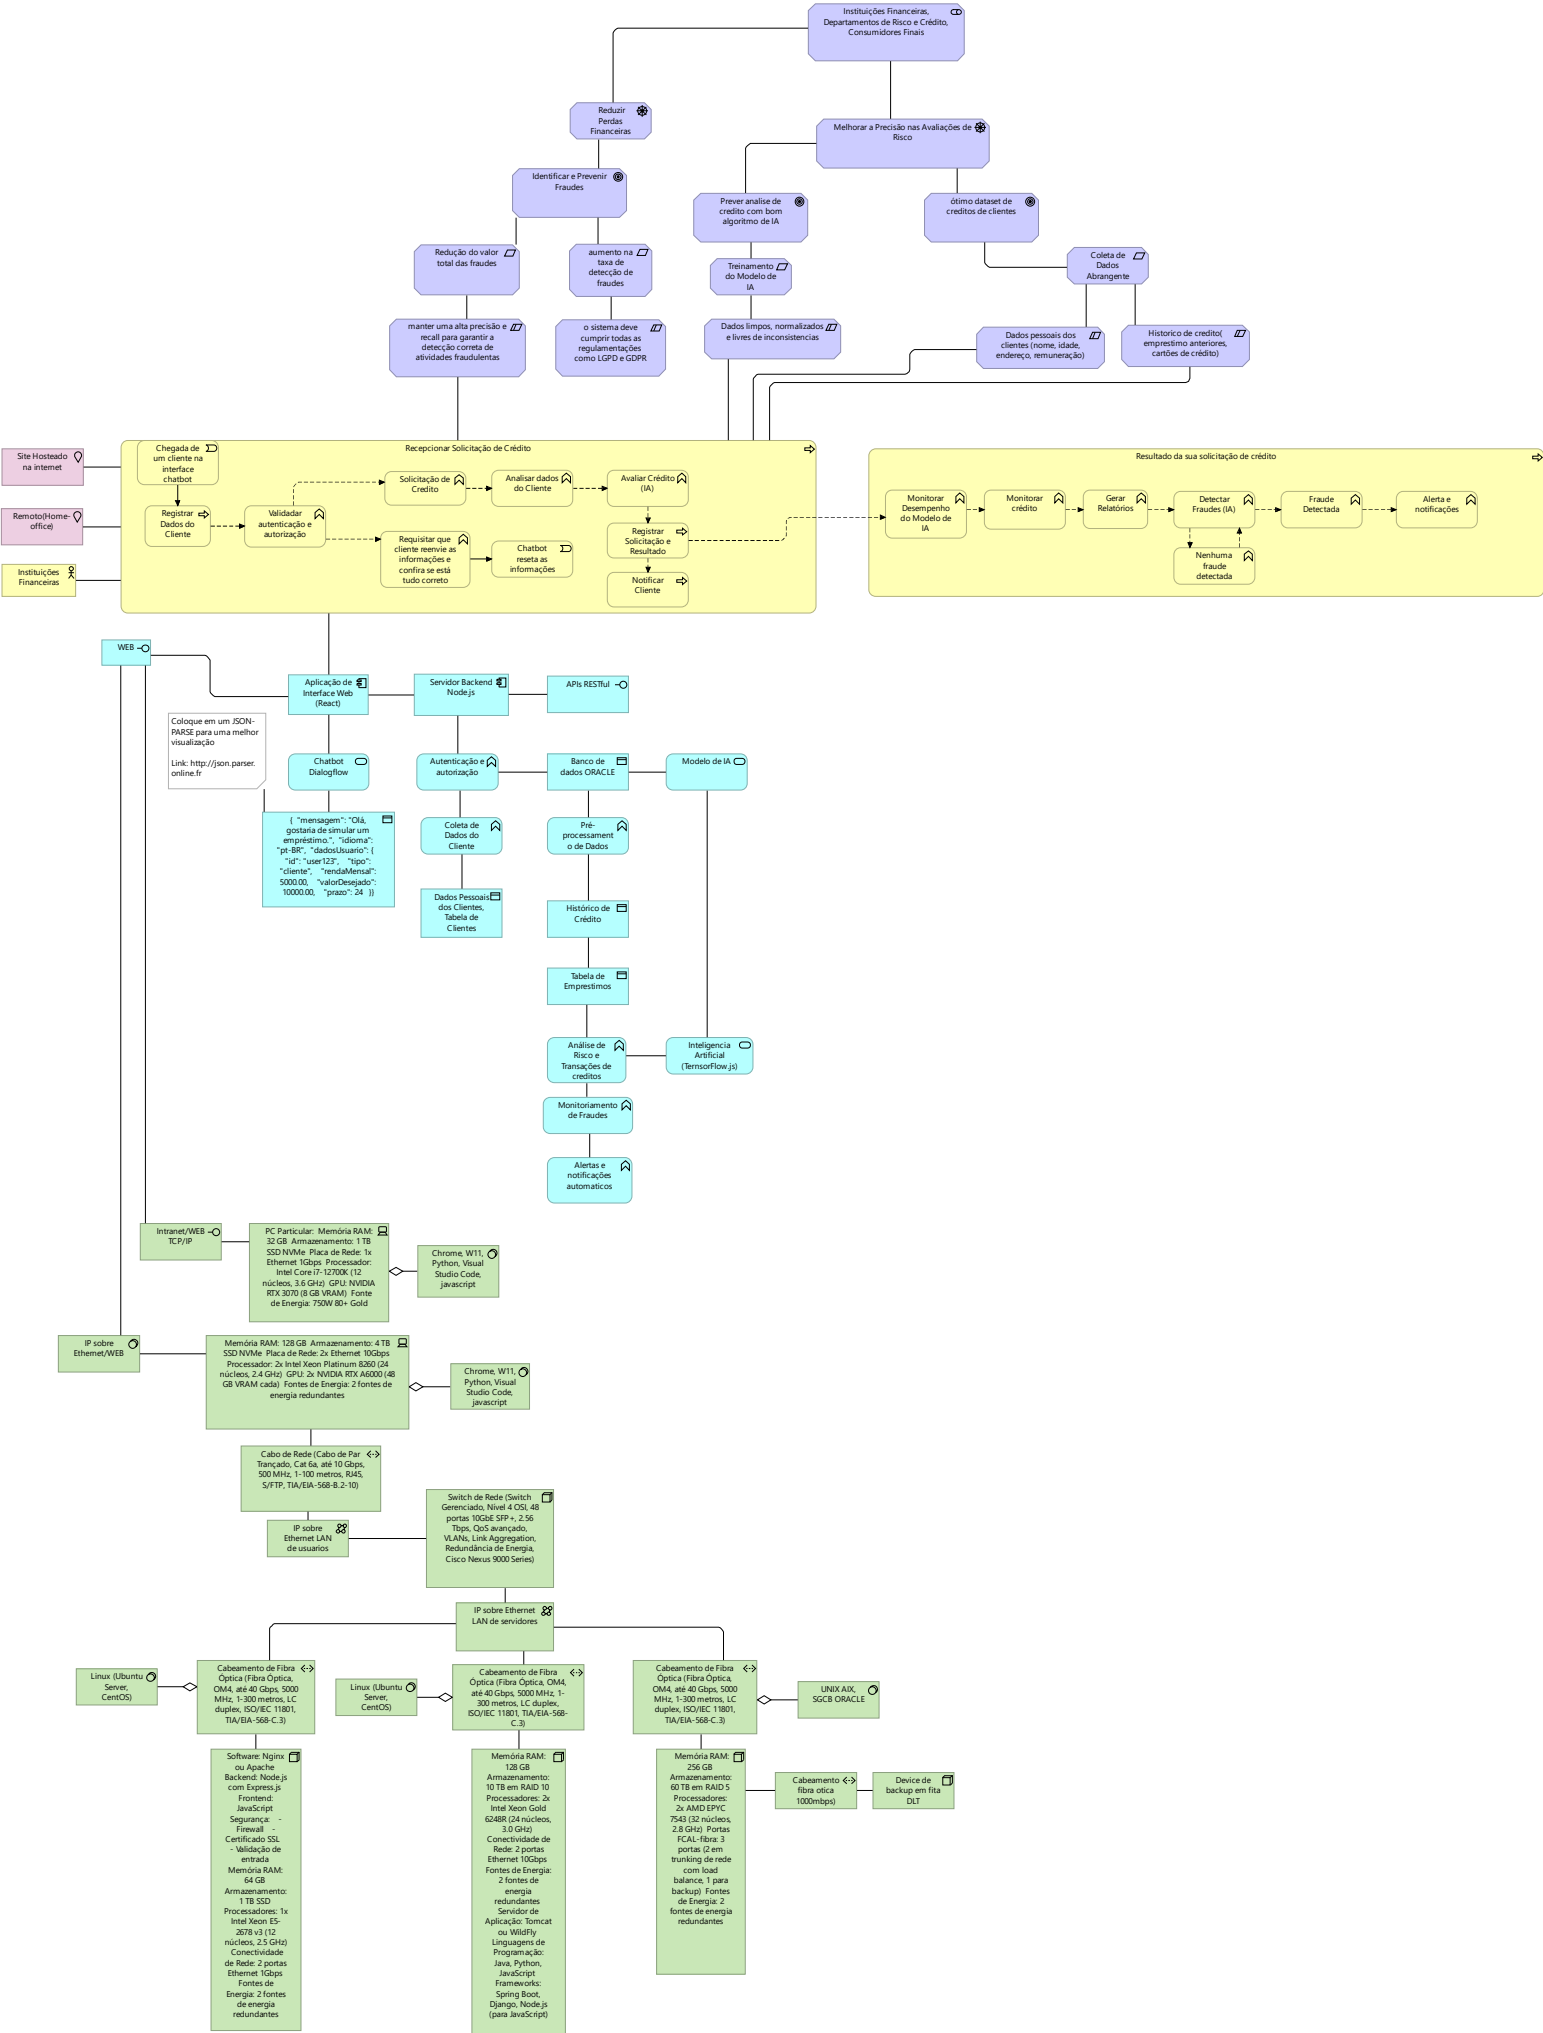 Instituições Financeiras,
Departamentos de Risco e Crédito,
Consumidores Finais
Reduzir
Perdas
Financeiras
Melhorar a Precisão nas Avaliações de
Risco
Identificar e Prevenir
Fraudes
Prever analise de
credito com bom
algoritmo de IA
ótimo dataset de
creditos de clientes
Redução do valor
total das fraudes
aumento na
taxa de
detecção de
fraudes
Treinamento
do Modelo de
IA
Coleta de
Dados
Abrangente
manter uma alta precisão e
recall para garantir a
detecção correta de
atividades fraudulentas
o sistema deve
cumprir todas as
regulamentações
como LGPD e GDPR
Dados limpos, normalizados
e livres de inconsistencias
Dados pessoais dos
clientes (nome, idade,
endereço, remuneração)
Historico de credito(
emprestimo anteriores,
cartões de crédito)
Site Hosteado
na internet
Remoto(Home-
office)
Instituições
Financeiras
Recepcionar Solicitação de Crédito
Chegada de
um cliente na
interface
chatbot
Registrar
Dados do
Cliente
Validadar
autenticação e
autorização
Solicitação de
Credito
Analisar dados
do Cliente
Avaliar Crédito
(IA)
Requisitar que
cliente reenvie as
informações e
confira se está
tudo correto
Chatbot
reseta as
informações
Registrar
Solicitação e
Resultado
Notificar
Cliente
Resultado da sua solicitação de crédito
Monitorar
Desempenho
do Modelo de
IA
Monitorar
crédito
Gerar
Relatórios
Detectar
Fraudes (IA)
Fraude
Detectada
Alerta e
notificações
Nenhuma
fraude
detectada
WEB
Aplicação de
Interface Web
(React)
Servidor Backend
Node.js
APIs RESTful
Coloque em um JSON-
PARSE para uma melhor
visualização
Link: http://json.parser.
online.fr
Chatbot
Dialogflow
Autenticação e
autorização
Banco de
dados ORACLE
Modelo de IA
{  "mensagem": "Olá,
gostaria de simular um
empréstimo.",  "idioma":
"pt-BR",  "dadosUsuario": {
"id": "user123",    "tipo":
"cliente",    "rendaMensal":
5000.00,    "valorDesejado":
10000.00,    "prazo": 24   }}
Coleta de
Dados do
Cliente
Pré-
processament
o de Dados
Dados Pessoais
dos Clientes,
Tabela de
Clientes
Histórico de
Crédito
Tabela de
Emprestimos
Análise de
Risco e
Transações de
creditos
Inteligencia
Artificial
(TernsorFlow.js)
Monitoriamento
de Fraudes
Alertas e
notificações
automaticos
Intranet/WEB
TCP/IP
PC Particular:  Memória RAM:
32 GB  Armazenamento: 1 TB
SSD NVMe  Placa de Rede: 1x
Ethernet 1Gbps  Processador:
Intel Core i7-12700K (12
núcleos, 3.6 GHz)  GPU: NVIDIA
RTX 3070 (8 GB VRAM)  Fonte
de Energia: 750W 80+ Gold
Chrome, W11,
Python, Visual
Studio Code,
javascript
IP sobre
Ethernet/WEB
Memória RAM: 128 GB  Armazenamento: 4 TB
SSD NVMe  Placa de Rede: 2x Ethernet 10Gbps
Processador: 2x Intel Xeon Platinum 8260 (24
núcleos, 2.4 GHz)  GPU: 2x NVIDIA RTX A6000 (48
GB VRAM cada)  Fontes de Energia: 2 fontes de
energia redundantes
Chrome, W11,
Python, Visual
Studio Code,
javascript
Cabo de Rede (Cabo de Par
Trançado, Cat 6a, até 10 Gbps,
500 MHz, 1-100 metros, RJ45,
S/FTP, TIA/EIA-568-B.2-10)
IP sobre
Ethernet LAN
de usuarios
Switch de Rede (Switch
Gerenciado, Nível 4 OSI, 48
portas 10GbE SFP+, 2.56
Tbps, QoS avançado,
VLANs, Link Aggregation,
Redundância de Energia,
Cisco Nexus 9000 Series)
IP sobre Ethernet
LAN de servidores
Linux (Ubuntu
Server,
CentOS)
Cabeamento de Fibra
Óptica (Fibra Óptica,
OM4, até 40 Gbps, 5000
MHz, 1-300 metros, LC
duplex, ISO/IEC 11801,
TIA/EIA-568-C.3)
Linux (Ubuntu
Server,
CentOS)
Cabeamento de Fibra
Óptica (Fibra Óptica, OM4,
até 40 Gbps, 5000 MHz, 1-
300 metros, LC duplex,
ISO/IEC 11801, TIA/EIA-568-
C.3)
Cabeamento de Fibra
Óptica (Fibra Óptica,
OM4, até 40 Gbps, 5000
MHz, 1-300 metros, LC
duplex, ISO/IEC 11801,
TIA/EIA-568-C.3)
UNIX AIX,
SGCB ORACLE
Software: Nginx
ou Apache
Backend: Node.js
com Express.js
Frontend:
JavaScript
Segurança:    -
Firewall    -
Certificado SSL
- Validação de
entrada
Memória RAM:
64 GB
Armazenamento:
1 TB SSD
Processadores: 1x
Intel Xeon E5-
2678 v3 (12
núcleos, 2.5 GHz)
Conectividade
de Rede: 2 portas
Ethernet 1Gbps
Fontes de
Energia: 2 fontes
de energia
redundantes
Memória RAM:
128 GB
Armazenamento:
10 TB em RAID 10
Processadores: 2x
Intel Xeon Gold
6248R (24 núcleos,
3.0 GHz)
Conectividade de
Rede: 2 portas
Ethernet 10Gbps
Fontes de Energia:
2 fontes de
energia
redundantes
Servidor de
Aplicação: Tomcat
ou WildFly
Linguagens de
Programação:
Java, Python,
JavaScript
Frameworks:
Spring Boot,
Django, Node.js
(para JavaScript)
Memória RAM:
256 GB
Armazenamento:
60 TB em RAID 5
Processadores:
2x AMD EPYC
7543 (32 núcleos,
2.8 GHz)  Portas
FCAL-fibra: 3
portas (2 em
trunking de rede
com load
balance, 1 para
backup)  Fontes
de Energia: 2
fontes de energia
redundantes
Cabeamento
fibra otica
1000mbps)
Device de
backup em fita
DLT